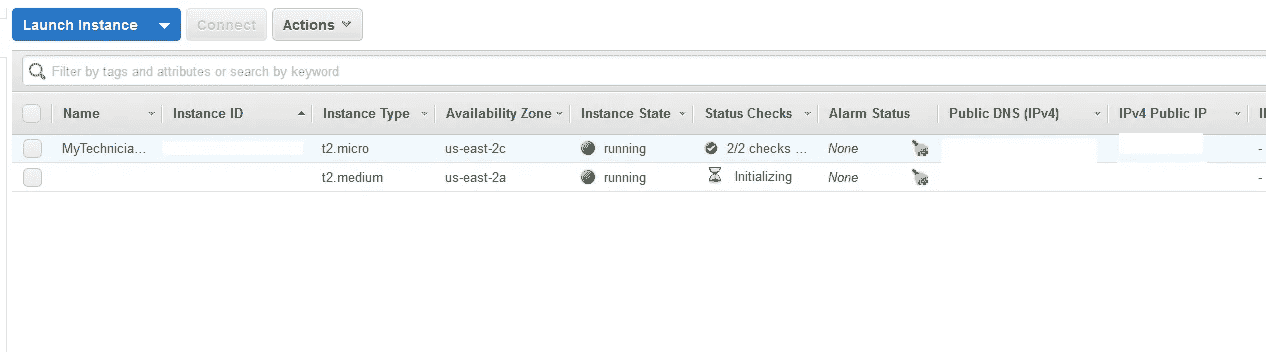 Launch Instance Connect Actions
Filter by tags and attributes or search by keyword
Name Instance ID Instance Type Availability Zone Instance State Status Checks Alarm Status Public DNS (IPv4) IPv4 Public IP
MyTechnicia... t2.micro us-east-2c running 2/2 checks ... None -
t2.medium us-east-2a running Initializing None -